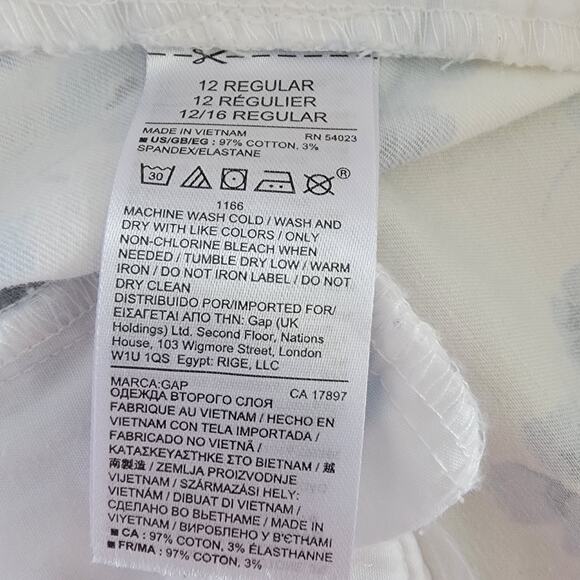 12 REGULAR
12 RÉGULIER
12/16 REGULAR
MADE IN VIETNAM RN 54023
■ US/GB/EG : 97% COTTON, 3%
SPANDEX/ELASTANE
30 ®
1166
MACHINE WASH COLD / WASH AND
DRY WITH LIKE COLORS / ONLY
NON-CHLORINE BLEACH WHEN
NEEDED / TUMBLE DRY LOW / WARM
IRON / DO NOT IRON LABEL / DO NOT
DRY CLEAN
DISTRIBUIDO POR/IMPORTED FOR/
ΕΙΣΑΓΕΤΑΙ ΑΠΟ ΤΗΝ: Gap (UK
Holdings) Ltd. Second Floor, Nations
House, 103 Wigmore Street, London
W1U 1QS Egypt: RIGE, LLC
MARCA:GAP CA 17897
ОДЕЖДА ВТОРОГО СЛОЯ
FABRIQUE AU VIETNAM / HECHO EN
VIETNAM CON TELA IMPORTADA /
FABRICADO NO VIETNÃ /
ΚΑΤΑΣΚΕΥΑΣΤΗΚΕ ΣΤΟ ΒΙΕΤΝΑΜ / 越
南製造 / ZEMLJA PROIZVODNJE
VIJETNAM / SZÁRMAZÁSI HELY:
VIETNÁM / DIBUAT DI VIETNAM /
СДЕЛАНО ВО ВЬЕТНАМЕ / MADE IN
VIYETNAM / ВИРОБЛЕНО У В'ЄТНАМІ
■ CA : 97% COTON, 3% ÉLASTHANNE
■ FR/MA : 97% COTON, 3%